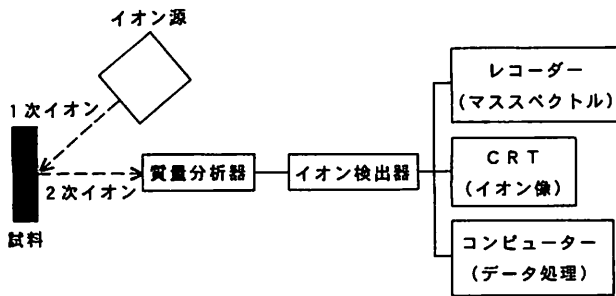 イオン源
1次イオン
2次イオン
試料
質量分析器
イオン検出器
レコーダー
(マススペクトル)
CRT
(イオン像)
コンピューター
(データ処理)